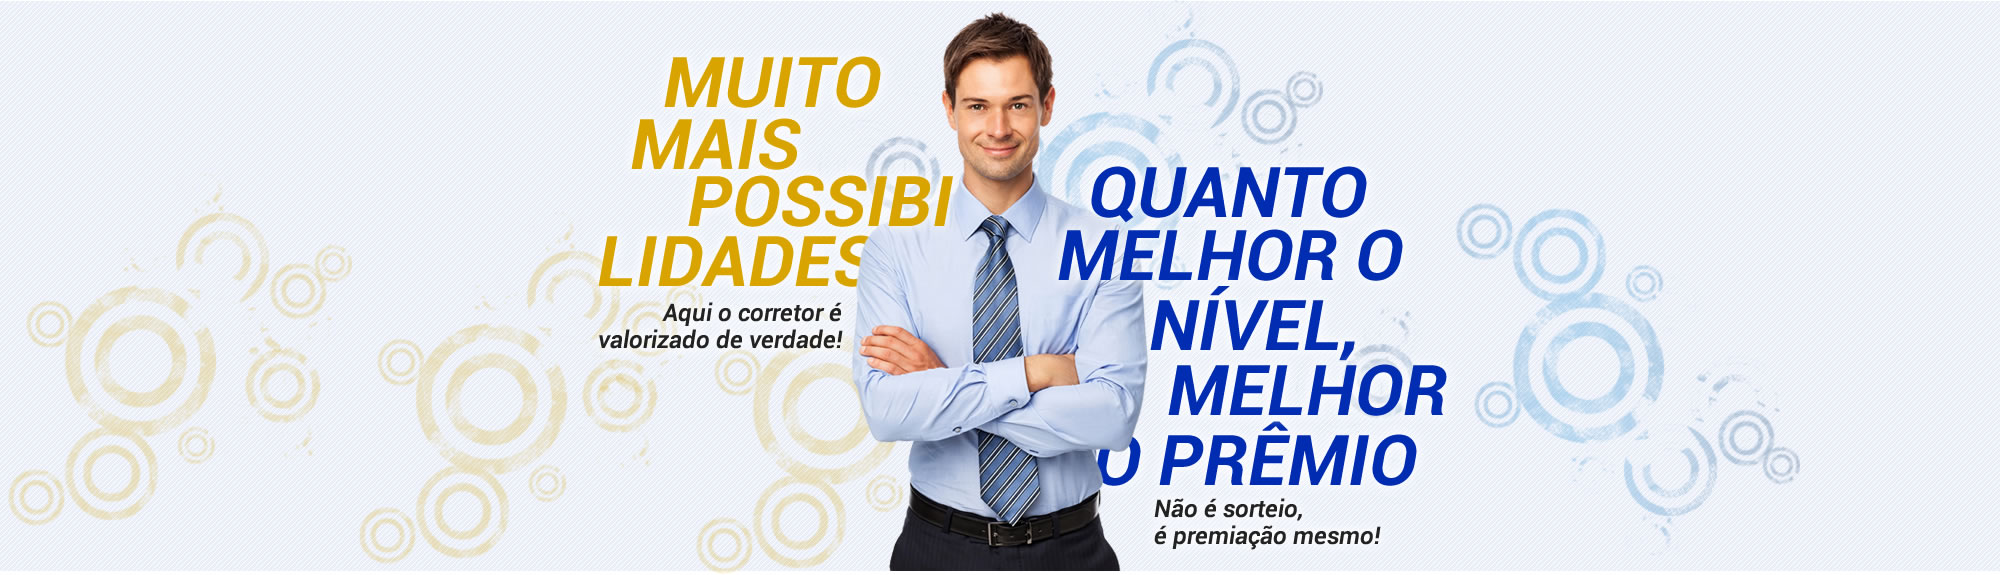 MUITO
MAIS
POSSIBI
LIDADES
Aqui o corretor é
valorizado de verdade!
QUANTO
MELHOR O
NÍVEL,
MELHOR
O PRÊMIO
Não é sorteio,
é premiação mesmo!